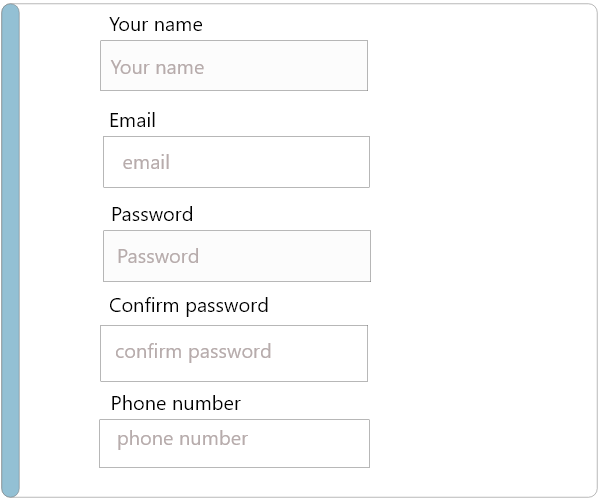 Your name
Your name
Email
email
Password
Password
Confirm password
confirm password
Phone number
phone number